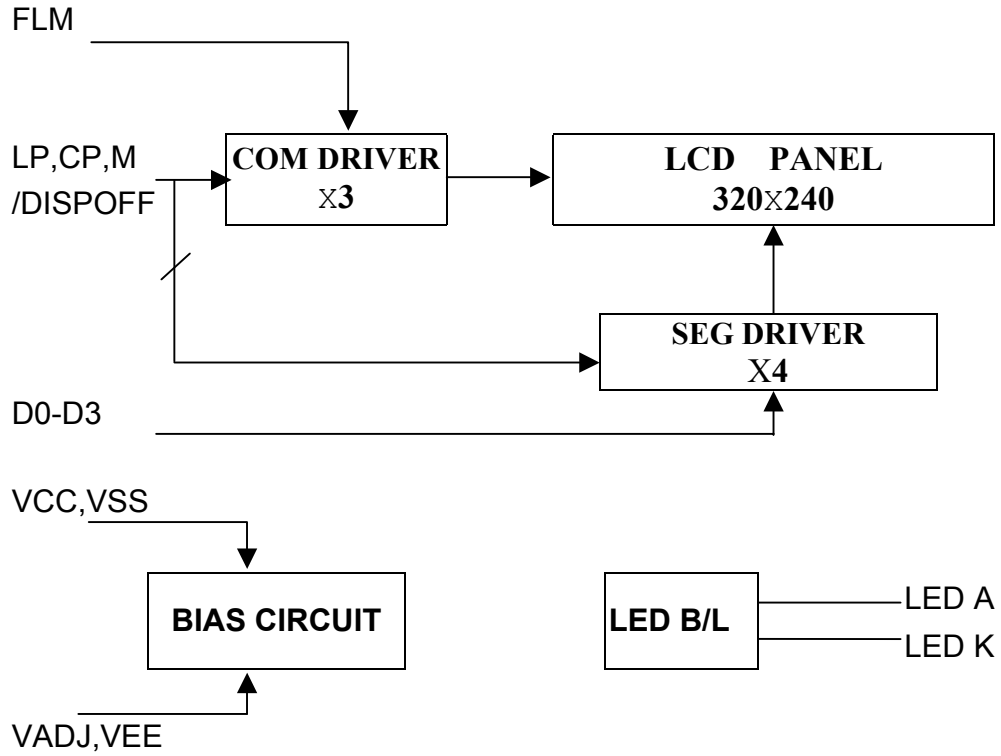 FLM
LP,CP,M
/DISPOFF
COM DRIVER
X3
LCD PANEL
320X240
SEG DRIVER
X4
D0-D3
VCC,VSS
BIAS CIRCUIT
LED B/L
LED A
LED K
VADJ,VEE